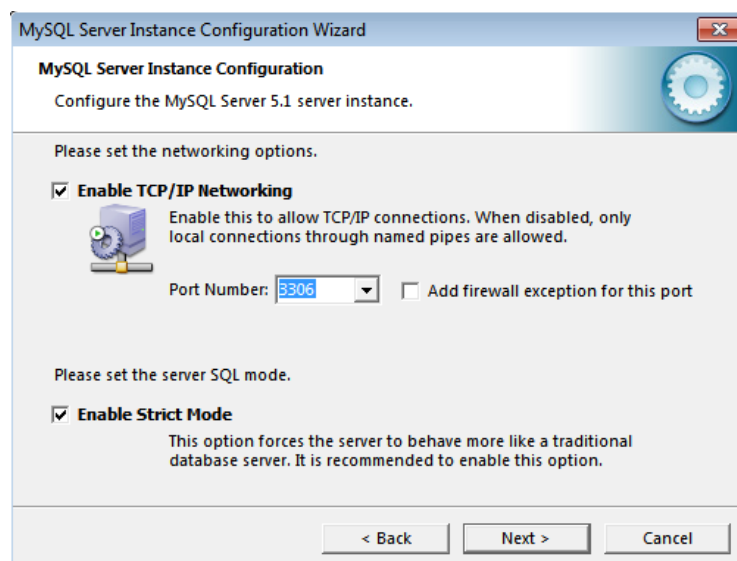 MySQL Server Instance Configuration Wizard
MySQL Server Instance Configuration
Configure the MySQL Server 5.1 server instance.
Please set the networking options.
Enable TCP/IP Networking
Enable this to allow TCP/IP connections. When disabled, only
local connections through named pipes are allowed.
Port Number: 3306 Add firewall exception for this port
Please set the server SQL mode.
Enable Strict Mode
This option forces the server to behave more like a traditional
database server. It is recommended to enable this option.
< Back Next > Cancel